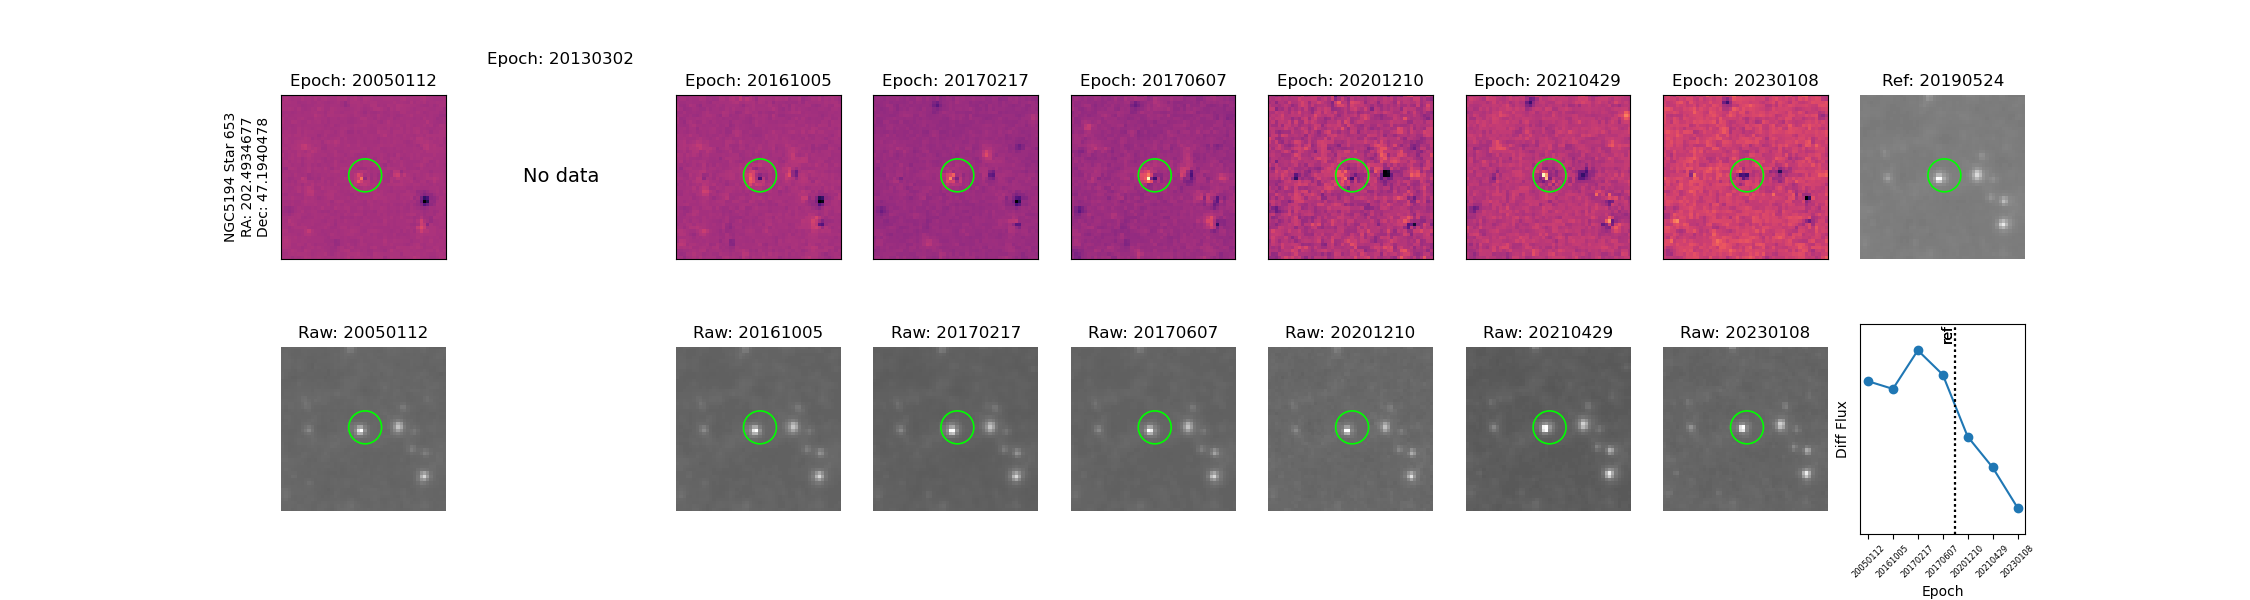 Epoch: 20130302
Epoch: 20050112
Epoch: 20161005
Epoch: 20170217
Epoch: 20170607
Epoch: 20201210
Epoch: 20210429
Epoch: 20230108
Ref: 20190524
NGC5194 Star 653
RA: 202.4934677
Dec: 47.1940478
No data
Raw: 20050112
Raw: 20161005
Raw: 20170217
Raw: 20170607
Raw: 20201210
Raw: 20210429
Raw: 20230108
ref
Diff Flux
20050112
20161005
20170217
20170607
20201210
20210429
20230108
Epoch